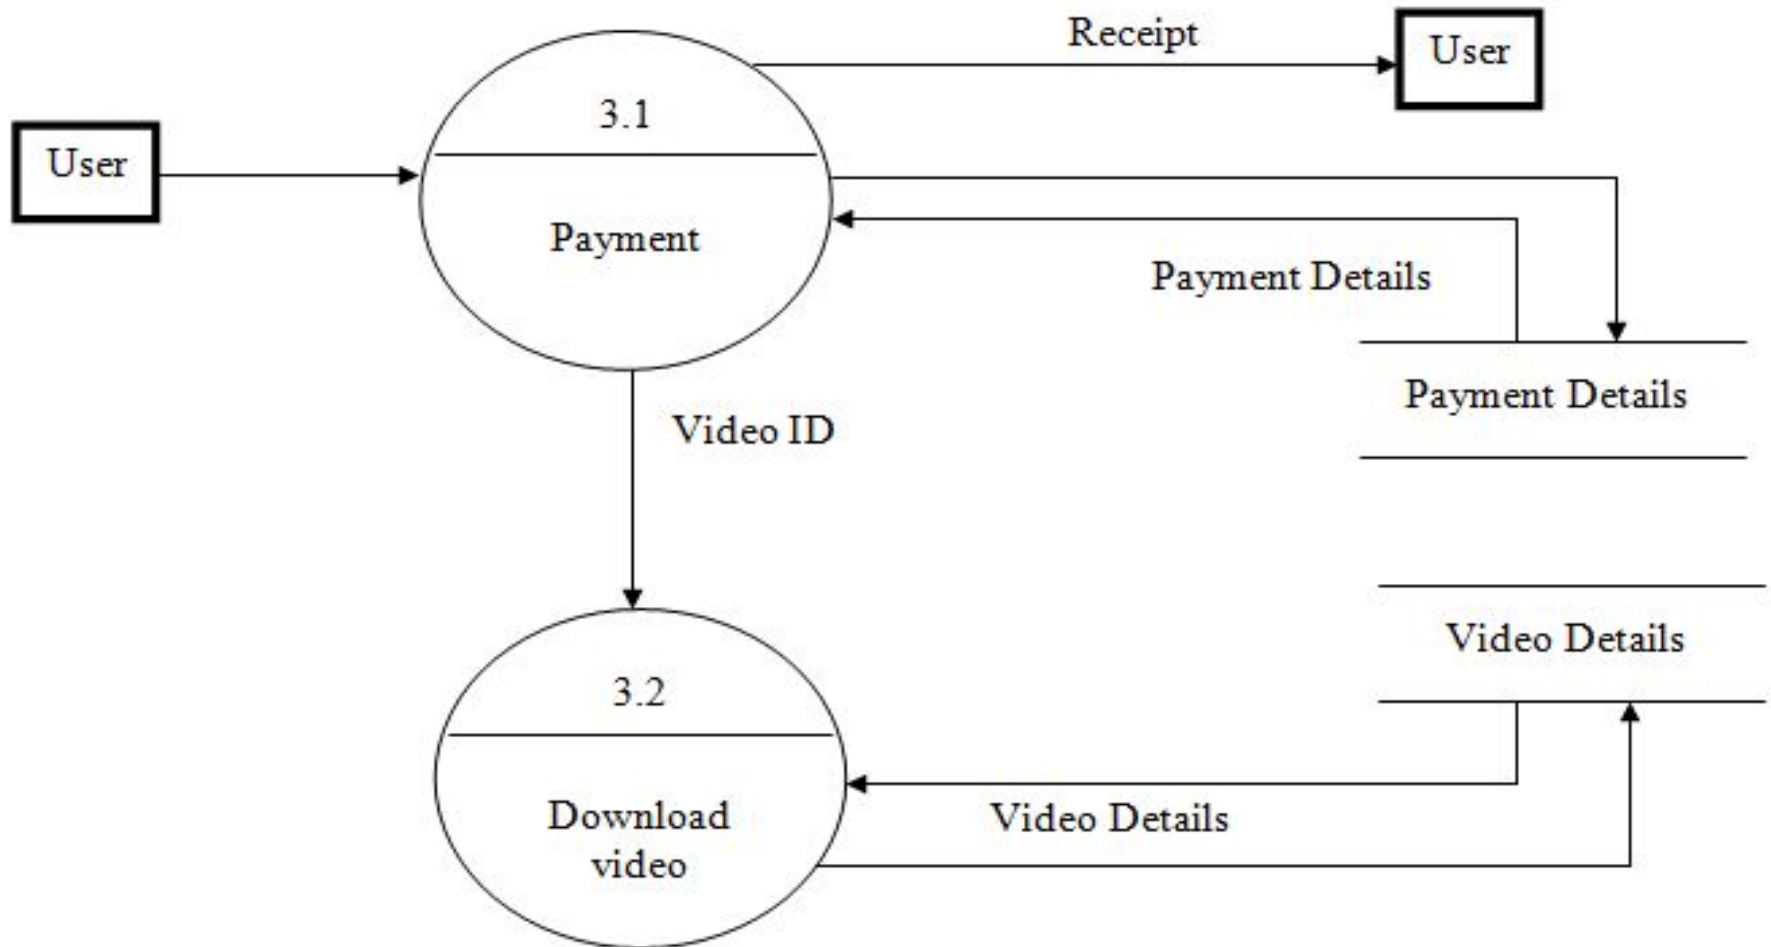 Receipt
User
3.1
User
Payment
Payment Details
Payment Details
Video ID
Video Details
3.2
Download
video
Video Details